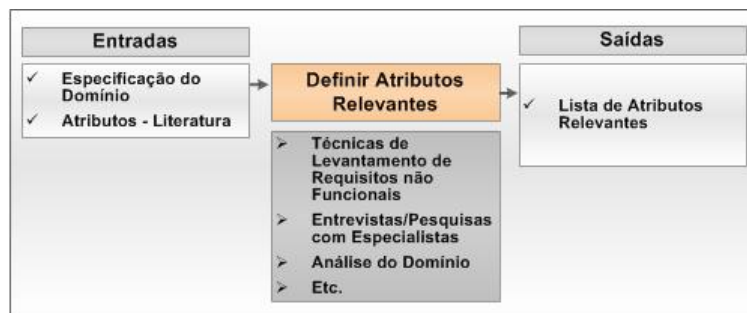 Entradas
Especificação do
Domínio
Atributos - Literatura
Definir Atributos
Relevantes
Técnicas de
Levantamento de
Requisitos não
Funcionais
Entrevistas/Pesquisas
com Especialistas
Análise do Domínio
Etc.
Saídas
Lista de Atributos
Relevantes